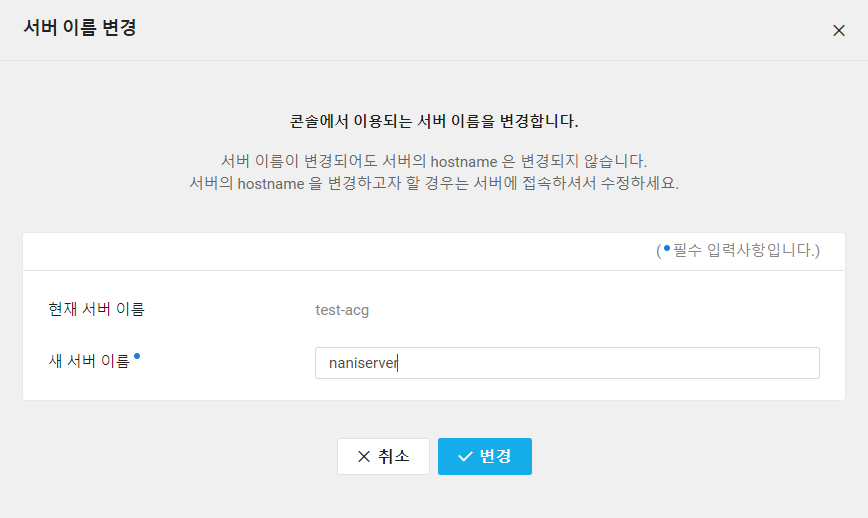 서버 이름 변경
콘솔에서 이용되는 서버 이름을 변경합니다.
서버 이름이 변경되어도 서버의 hostname 은 변경되지 않습니다.
서버의 hostname 을 변경하고자 할 경우는 서버에 접속하셔서 수정하세요.
(•필수 입력사항입니다.)
현재 서버 이름 test-acg
새 서버 이름• naniserver
취소 변경